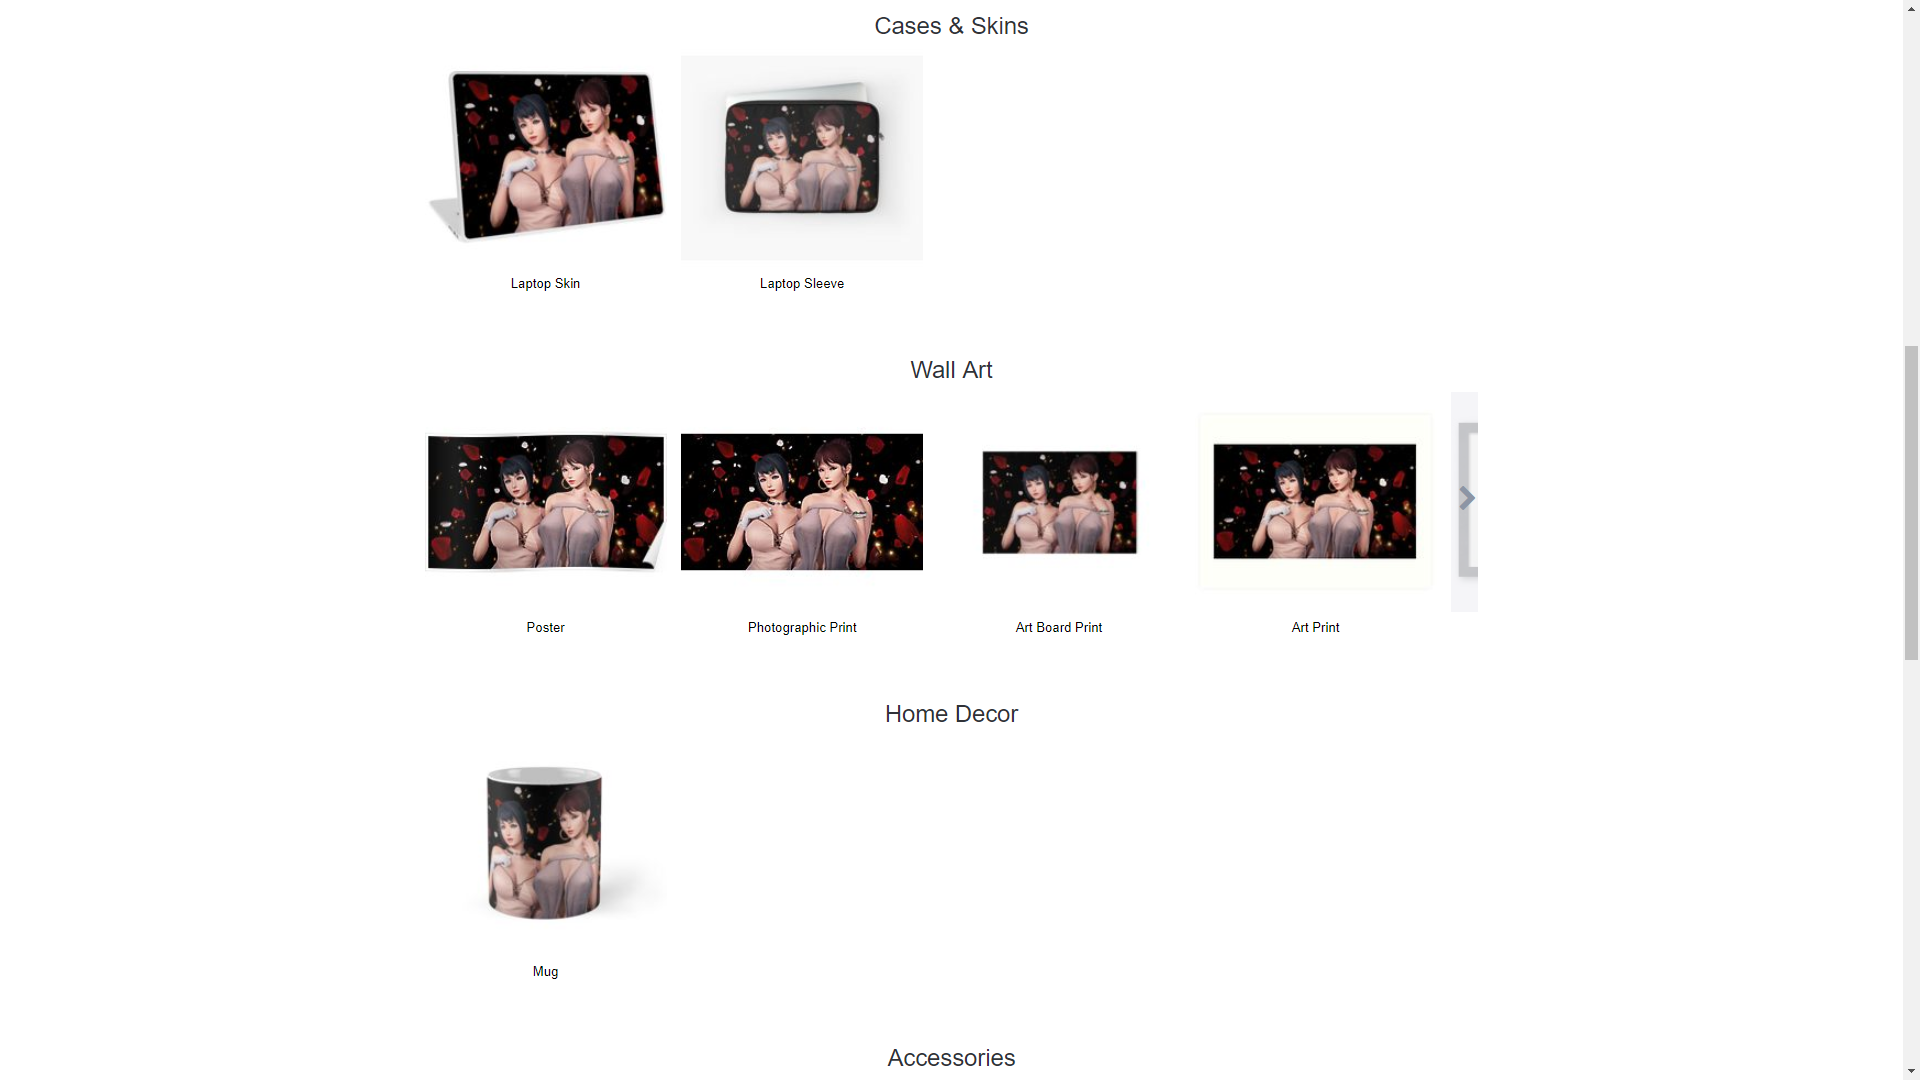 Cases & Skins
Laptop Skin
Laptop Sleeve
Wall Art
Poster
Photographic Print
Art Board Print
Art Print
Home Decor
Mug
Accessories